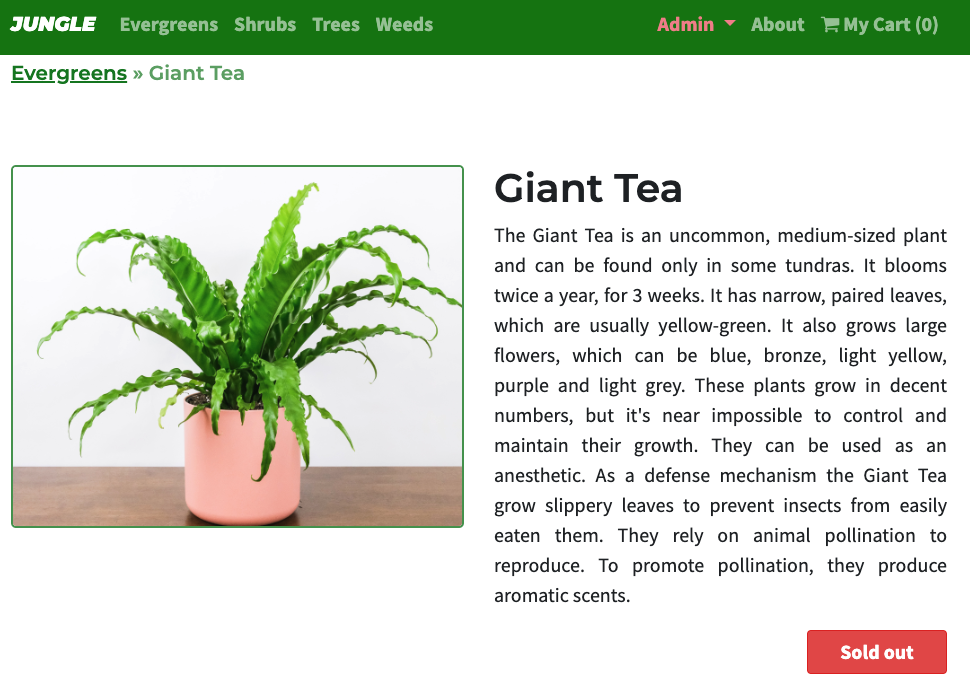 JUNGLE Evergreens Shrubs Trees Weeds Admin About My Cart (0)
Evergreens » Giant Tea
Giant Tea
The Giant Tea is an uncommon, medium-sized plant
and can be found only in some tundras. It blooms
twice a year, for 3 weeks. It has narrow, paired leaves,
which are usually yellow-green. It also grows large
flowers, which can be blue, bronze, light yellow,
purple and light grey. These plants grow in decent
numbers, but it's near impossible to control and
maintain their growth. They can be used as an
anesthetic. As a defense mechanism the Giant Tea
grow slippery leaves to prevent insects from easily
eaten them. They rely on animal pollination to
reproduce. To promote pollination, they produce
aromatic scents.
Sold out